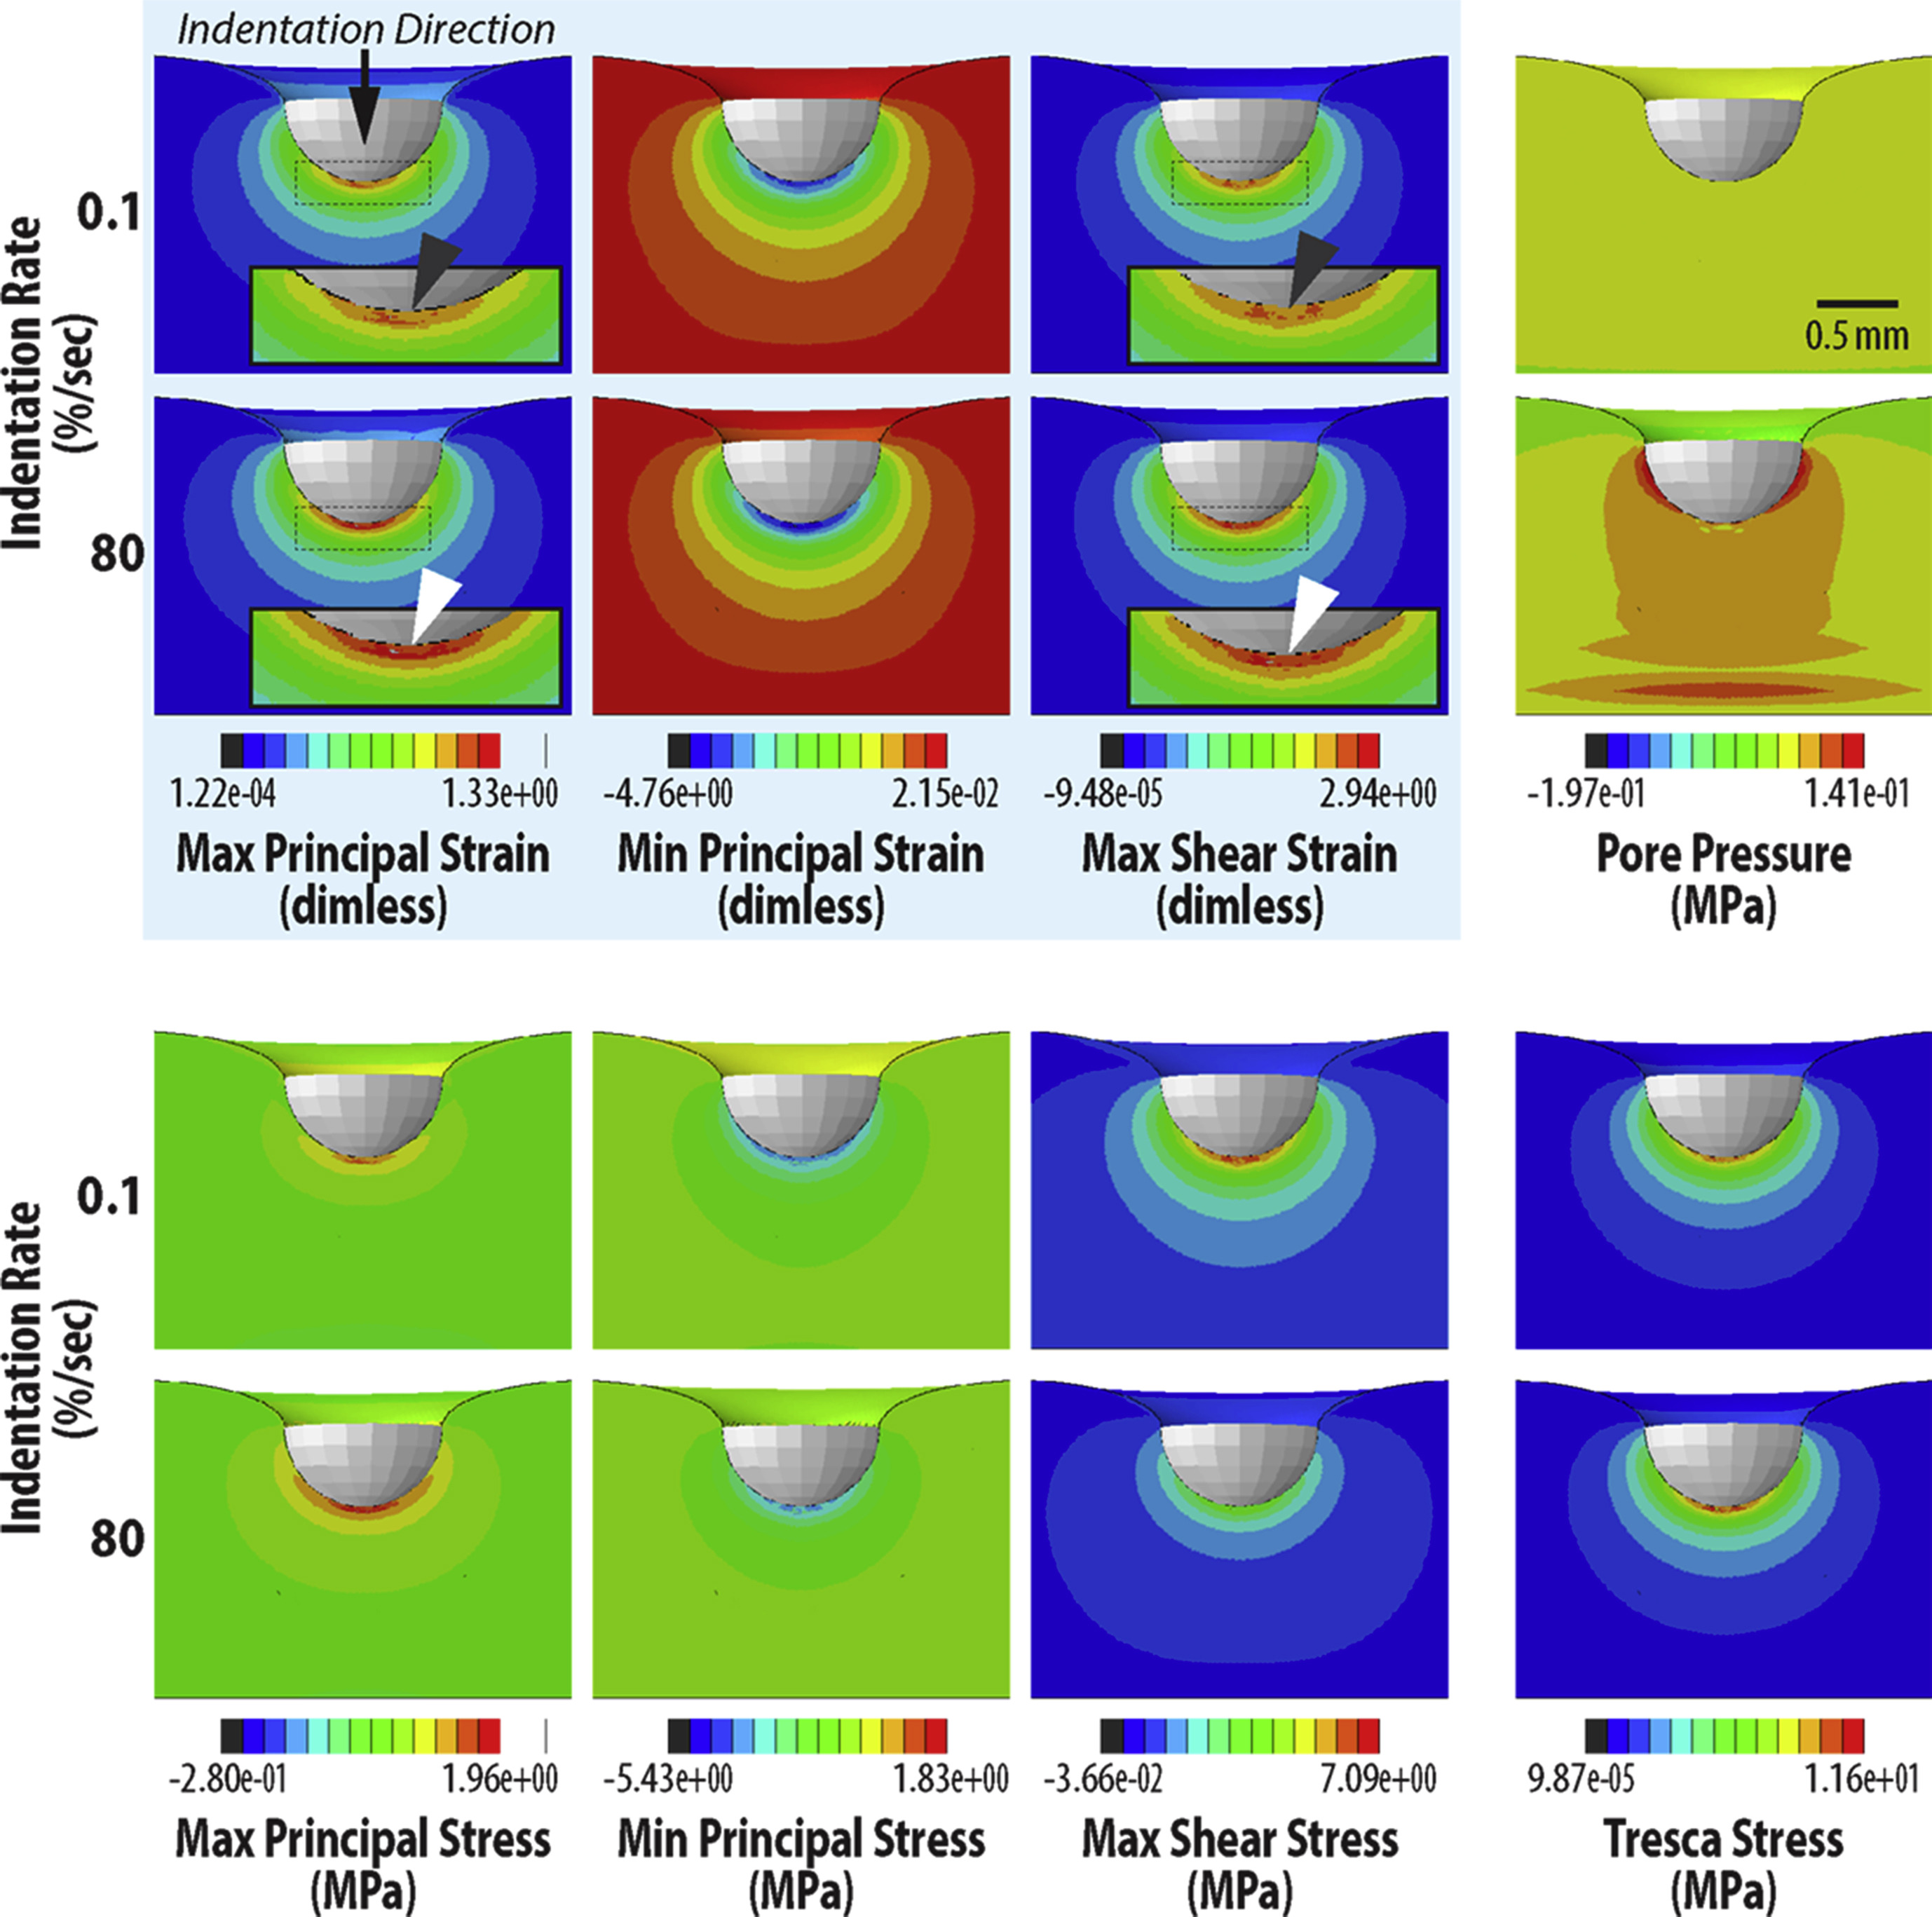 Indentation Direction
Indentation Rate
(%/sec)
0.1
0.5 mm
80
1.22e-04 1.33e+00
-4.76e+00 2.15e-02
-9.48e-05 2.94e+00
-1.97e-01 1.41e-01
Max Principal Strain
(dimless)
Min Principal Strain
(dimless)
Max Shear Strain
(dimless)
Pore Pressure
(MPa)
Indentation Rate
(%/sec)
0.1
80
-2.80e-01 1.96e+00
-5.43e+00 1.83e+00
-3.66e-02 7.09e+00
9.87e-05 1.16e+01
Max Principal Stress
(MPa)
Min Principal Stress
(MPa)
Max Shear Stress
(MPa)
Tresca Stress
(MPa)